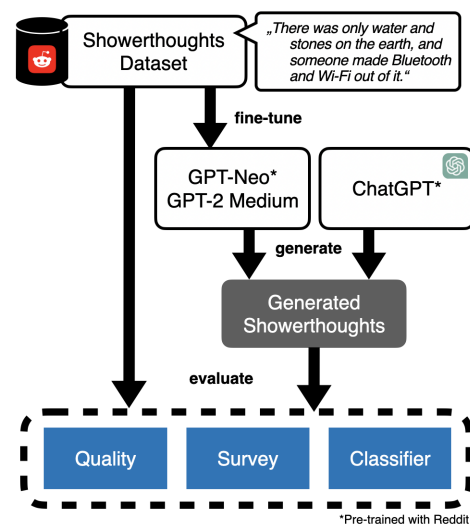 Showerthoughts
Dataset
„There was only water and
stones on the earth, and
someone made Bluetooth
and Wi-Fi out of it.“
fine-tune
GPT-Neo*
GPT-2 Medium
ChatGPT*
generate
Generated
Showerthoughts
evaluate
Quality
Survey
Classifier
*Pre-trained with Reddit